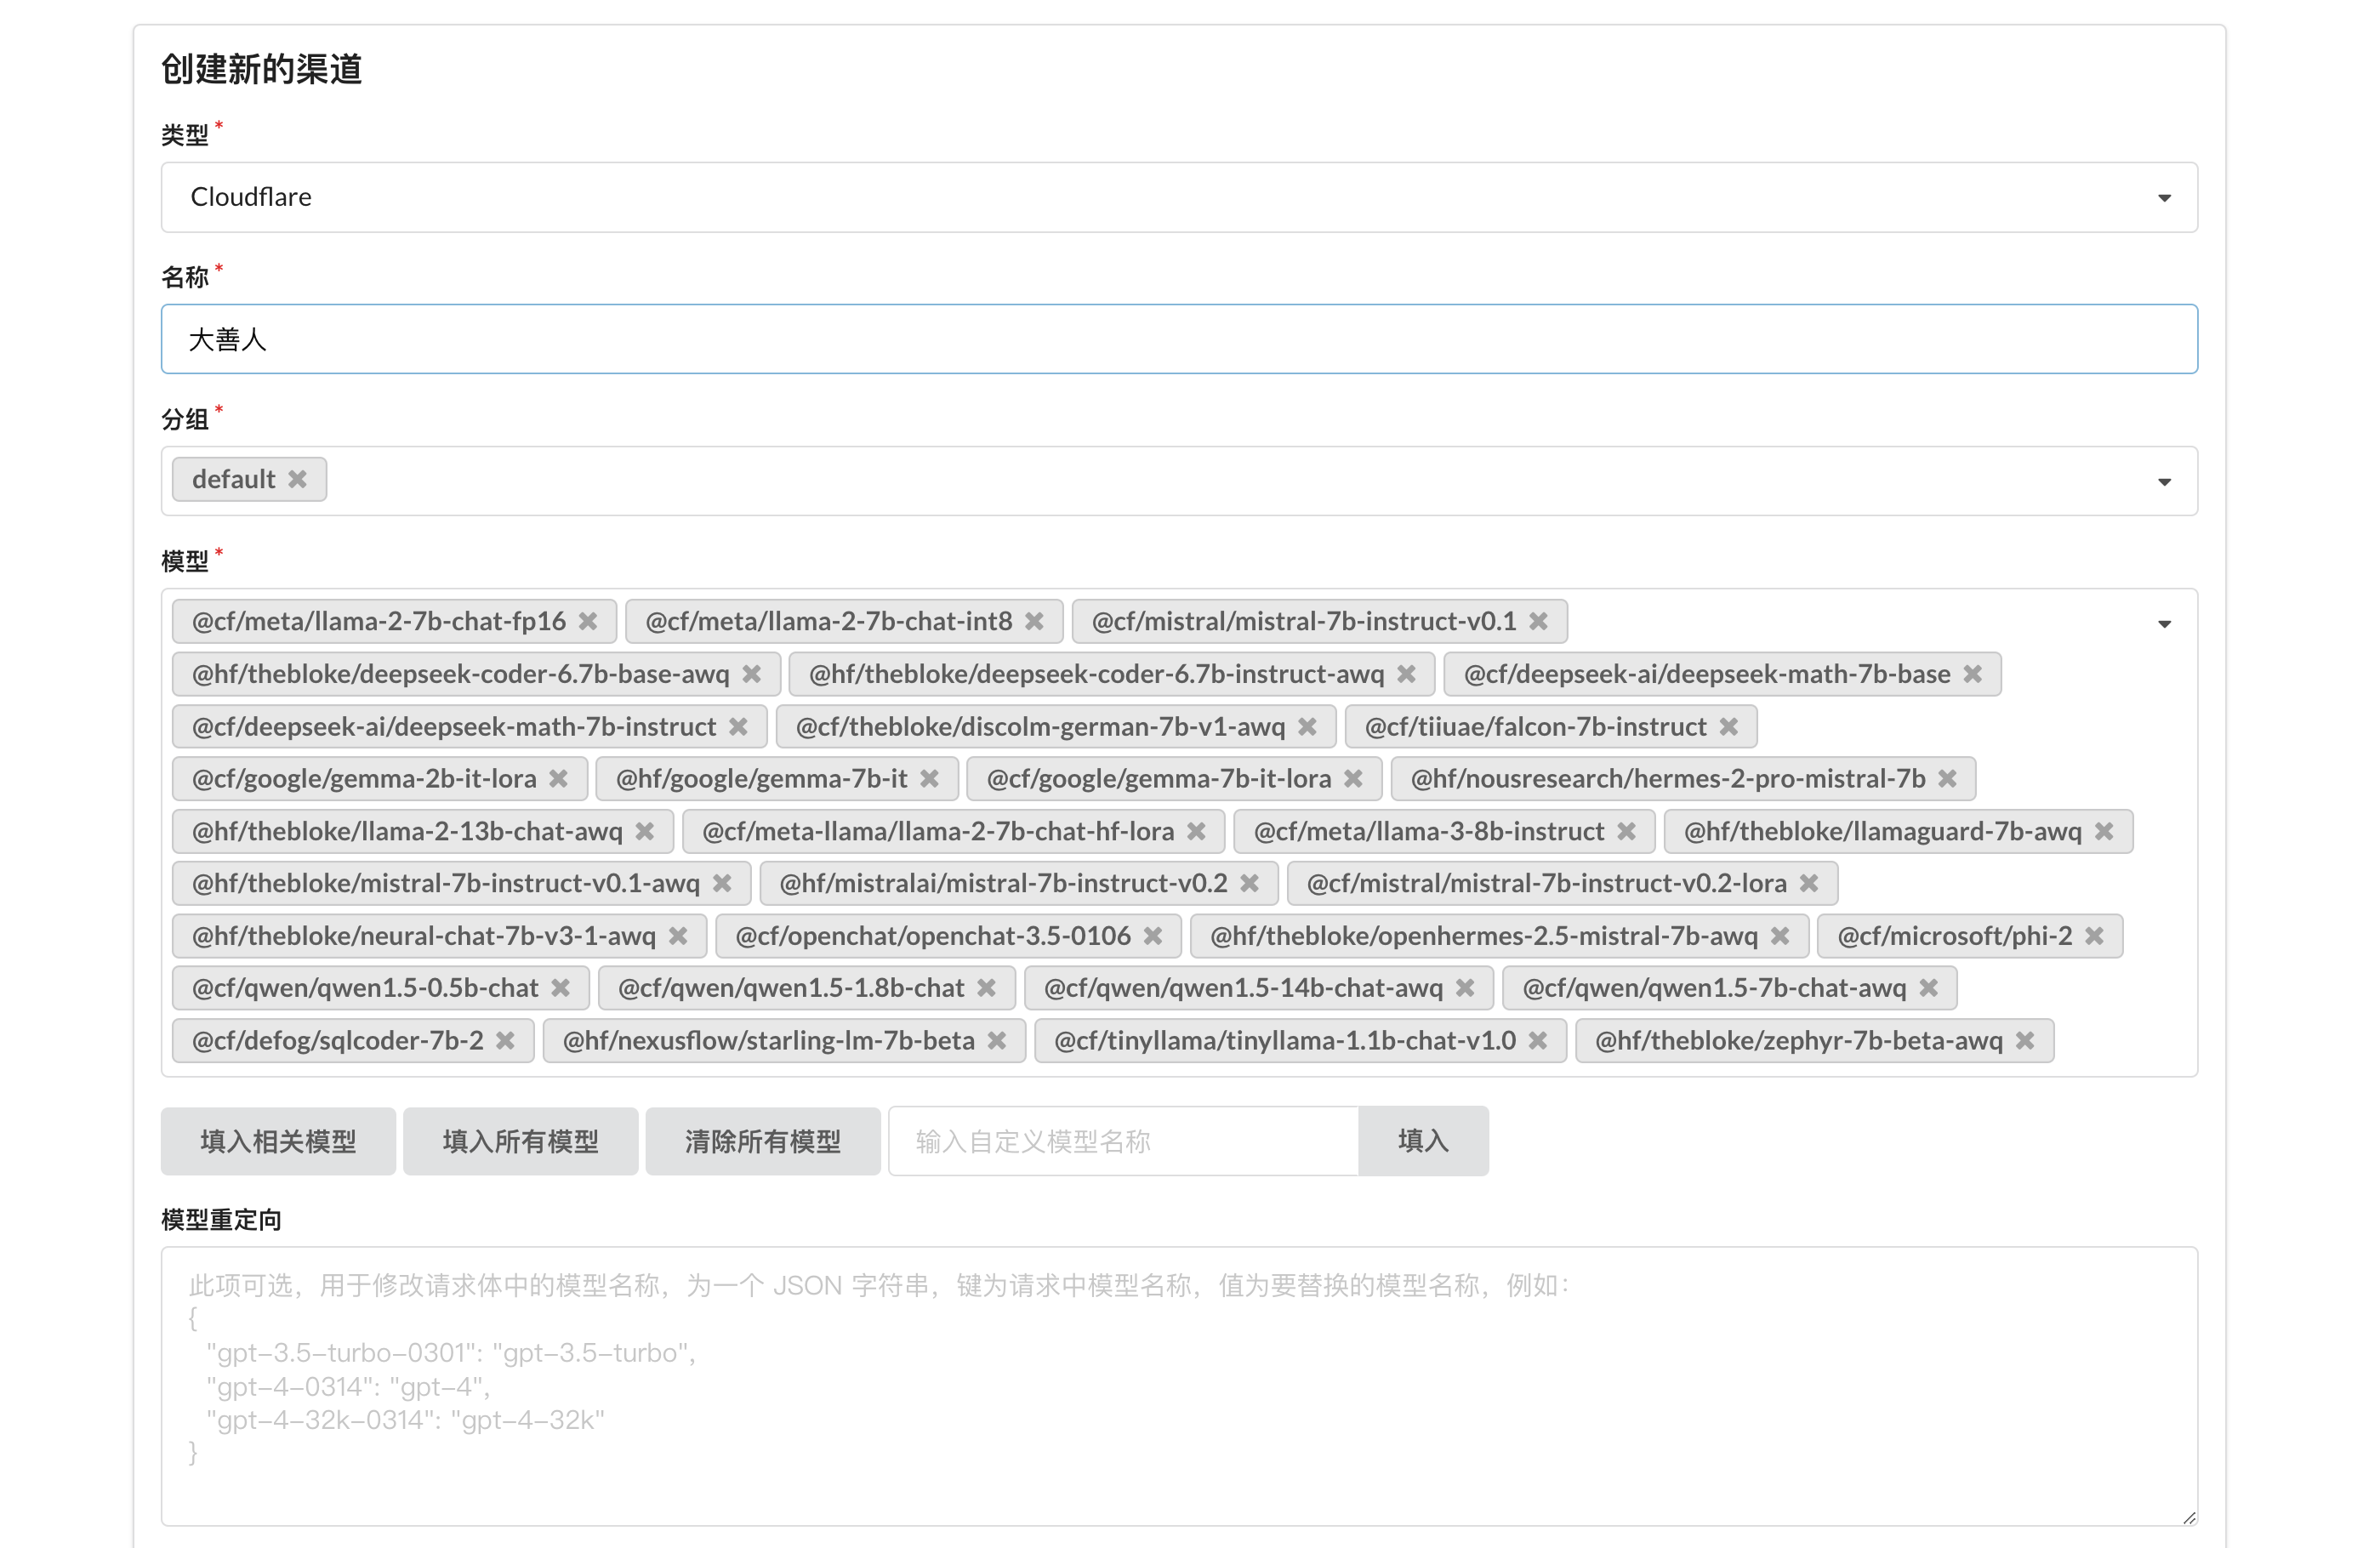 创建新的渠道
类型*
Cloudflare
名称*
大善人
分组*
default
模型*
@cf/meta/llama-2-7b-chat-fp16 @cf/meta/llama-2-7b-chat-int8 @cf/mistral/mistral-7b-instruct-v0.1
@hf/thebloke/deepseek-coder-6.7b-base-awq @hf/thebloke/deepseek-coder-6.7b-instruct-awq @cf/deepseek-ai/deepseek-math-7b-base
@cf/deepseek-ai/deepseek-math-7b-instruct @cf/thebloke/discolm-german-7b-v1-awq @cf/tiiuae/falcon-7b-instruct
@cf/google/gemma-2b-it-lora @hf/google/gemma-7b-it @cf/google/gemma-7b-it-lora @hf/nousresearch/hermes-2-pro-mistral-7b
@hf/thebloke/llama-2-13b-chat-awq @cf/meta-llama/llama-2-7b-chat-hf-lora @cf/meta/llama-3-8b-instruct @hf/thebloke/llamaguard-7b-awq
@hf/thebloke/mistral-7b-instruct-v0.1-awq @hf/mistralai/mistral-7b-instruct-v0.2 @cf/mistral/mistral-7b-instruct-v0.2-lora
@hf/thebloke/neural-chat-7b-v3-1-awq @cf/openchat/openchat-3.5-0106 @hf/thebloke/openhermes-2.5-mistral-7b-awq @cf/microsoft/phi-2
@cf/qwen/qwen1.5-0.5b-chat @cf/qwen/qwen1.5-1.8b-chat @cf/qwen/qwen1.5-14b-chat-awq @cf/qwen/qwen1.5-7b-chat-awq
@cf/defog/sqlcoder-7b-2 @hf/nexusflow/starling-lm-7b-beta @cf/tinyllama/tinyllama-1.1b-chat-v1.0 @hf/thebloke/zephyr-7b-beta-awq
填入相关模型 填入所有模型 清除所有模型 输入自定义模型名称 填入
模型重定向
此项可选，用于修改请求体中的模型名称，为一个 JSON 字符串，键为请求中模型名称，值为要替换的模型名称，例如：
{
"gpt-3.5-turbo-0301": "gpt-3.5-turbo",
"gpt-4-0314": "gpt-4",
"gpt-4-32k-0314": "gpt-4-32k"
}